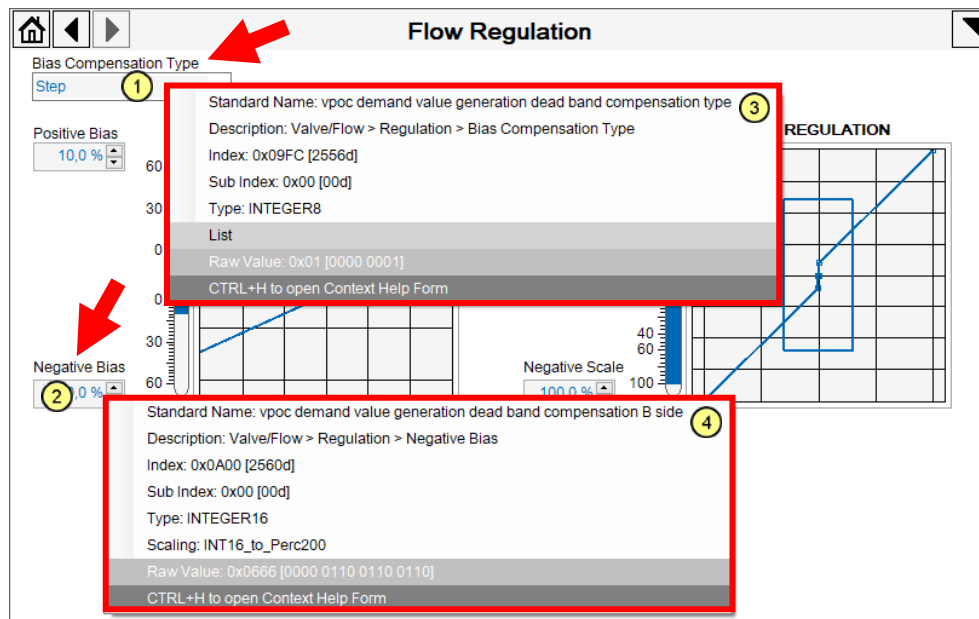 Flow Regulation
Bias Compensation Type
Step
1
Standard Name: vpoc demand value generation dead band compensation type
3
Description: Valve/Flow > Regulation > Bias Compensation Type
Index: 0x09FC [2556d]
Sub Index: 0x00 [00d]
Type: INTEGER8
List
Raw Value: 0x01 [0000 0001]
CTRL+H to open Context Help Form
Positive Bias
10,0 %
60
30
0
0
30
60
REGULATION
40
60
100
Negative Bias
2
,0 %
Negative Scale
100,0 %
Standard Name: vpoc demand value generation dead band compensation B side
4
Description: Valve/Flow > Regulation > Negative Bias
Index: 0x0A00 [2560d]
Sub Index: 0x00 [00d]
Type: INTEGER16
Scaling: INT16_to_Perc200
Raw Value: 0x0666 [0000 0110 0110 0110]
CTRL+H to open Context Help Form